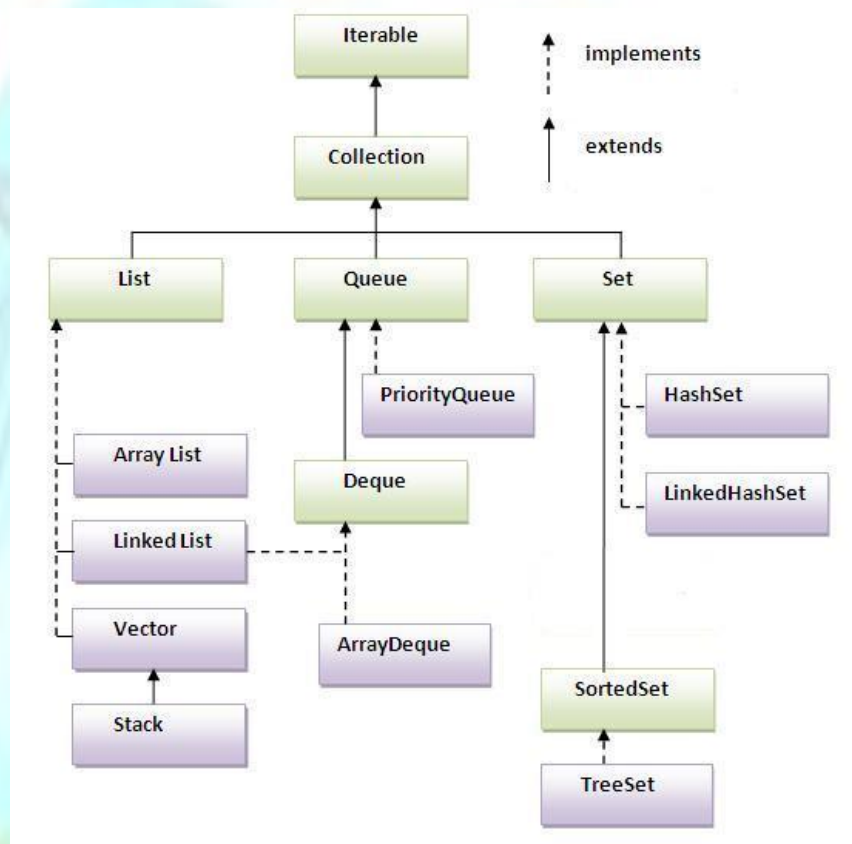 Iterable
implements
extends
Collection
List
Queue
Set
PriorityQueue
HashSet
Array List
Deque
LinkedHashSet
Linked List
Vector
ArrayDeque
SortedSet
Stack
TreeSet